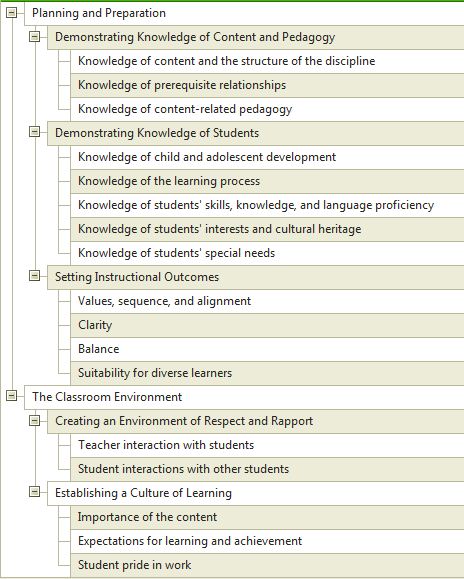 Planning and Preparation
Demonstrating Knowledge of Content and Pedagogy
Knowledge of content and the structure of the discipline
Knowledge of prerequisite relationships
Knowledge of content-related pedagogy
Demonstrating Knowledge of Students
Knowledge of child and adolescent development
Knowledge of the learning process
Knowledge of students' skills, knowledge, and language proficiency
Knowledge of students' interests and cultural heritage
Knowledge of students' special needs
Setting Instructional Outcomes
Values, sequence, and alignment
Clarity
Balance
Suitability for diverse learners
The Classroom Environment
Creating an Environment of Respect and Rapport
Teacher interaction with students
Student interactions with other students
Establishing a Culture of Learning
Importance of the content
Expectations for learning and achievement
Student pride in work